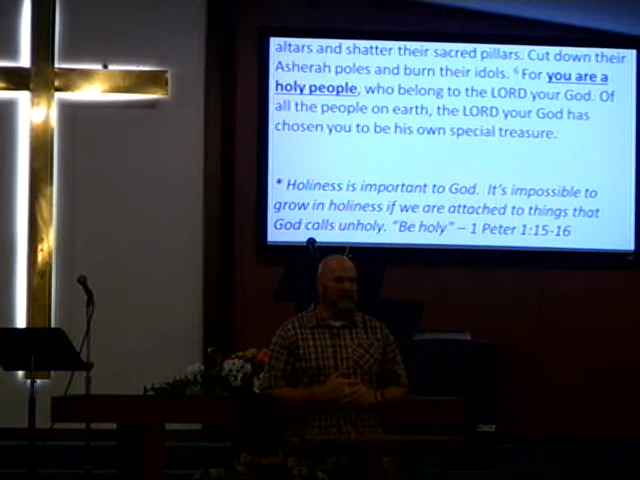 altars and shatter their sacred pillars. Cut down their
Asherah poles and burn their idols. ⁶ For you are a
holy people, who belong to the LORD your God. Of
all the people on earth, the LORD your God has
chosen you to be his own special treasure.
* Holiness is important to God. It's impossible to
grow in holiness if we are attached to things that
God calls unholy. "Be holy" – 1 Peter 1:15-16